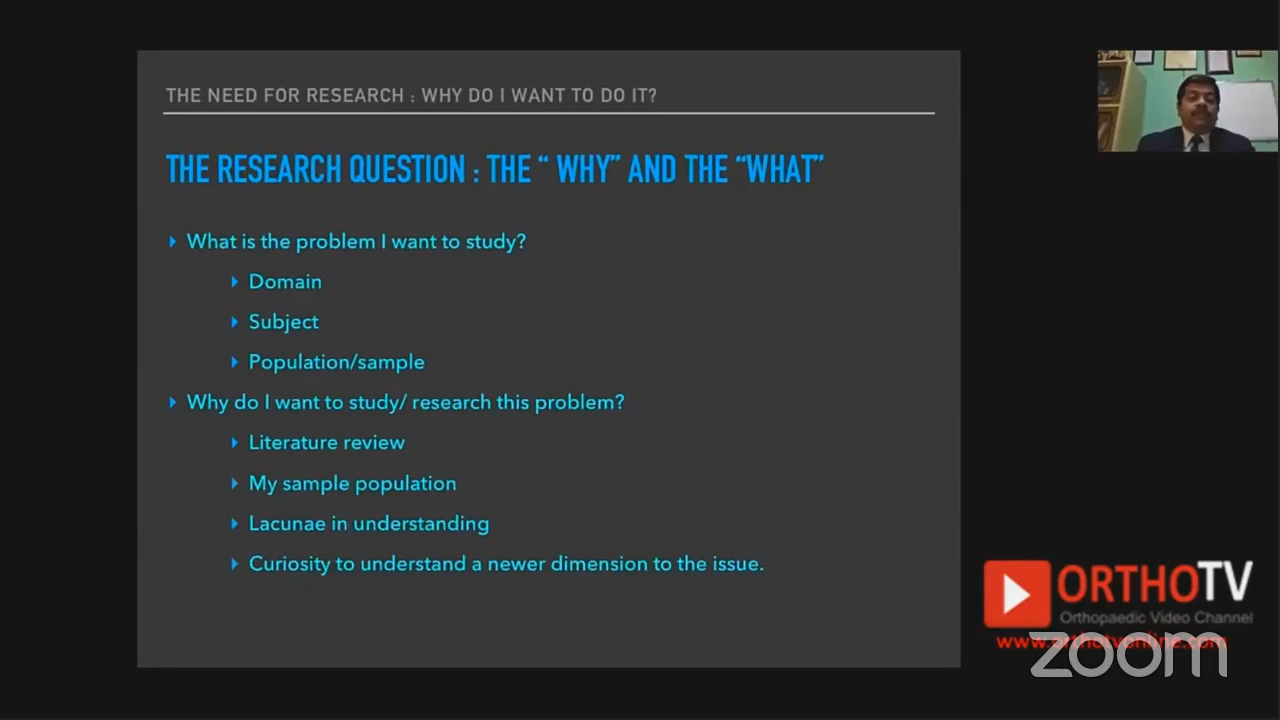 THE NEED FOR RESEARCH : WHY DO I WANT TO DO IT?
THE RESEARCH QUESTION : THE “ WHY” AND THE “WHAT”
What is the problem I want to study?
Domain
Subject
Population/sample
Why do I want to study/ research this problem?
Literature review
My sample population
Lacunae in understanding
Curiosity to understand a newer dimension to the issue.
ORTHOTV
Orthopaedic Video Channel
www.orthotvonline.com
zoom